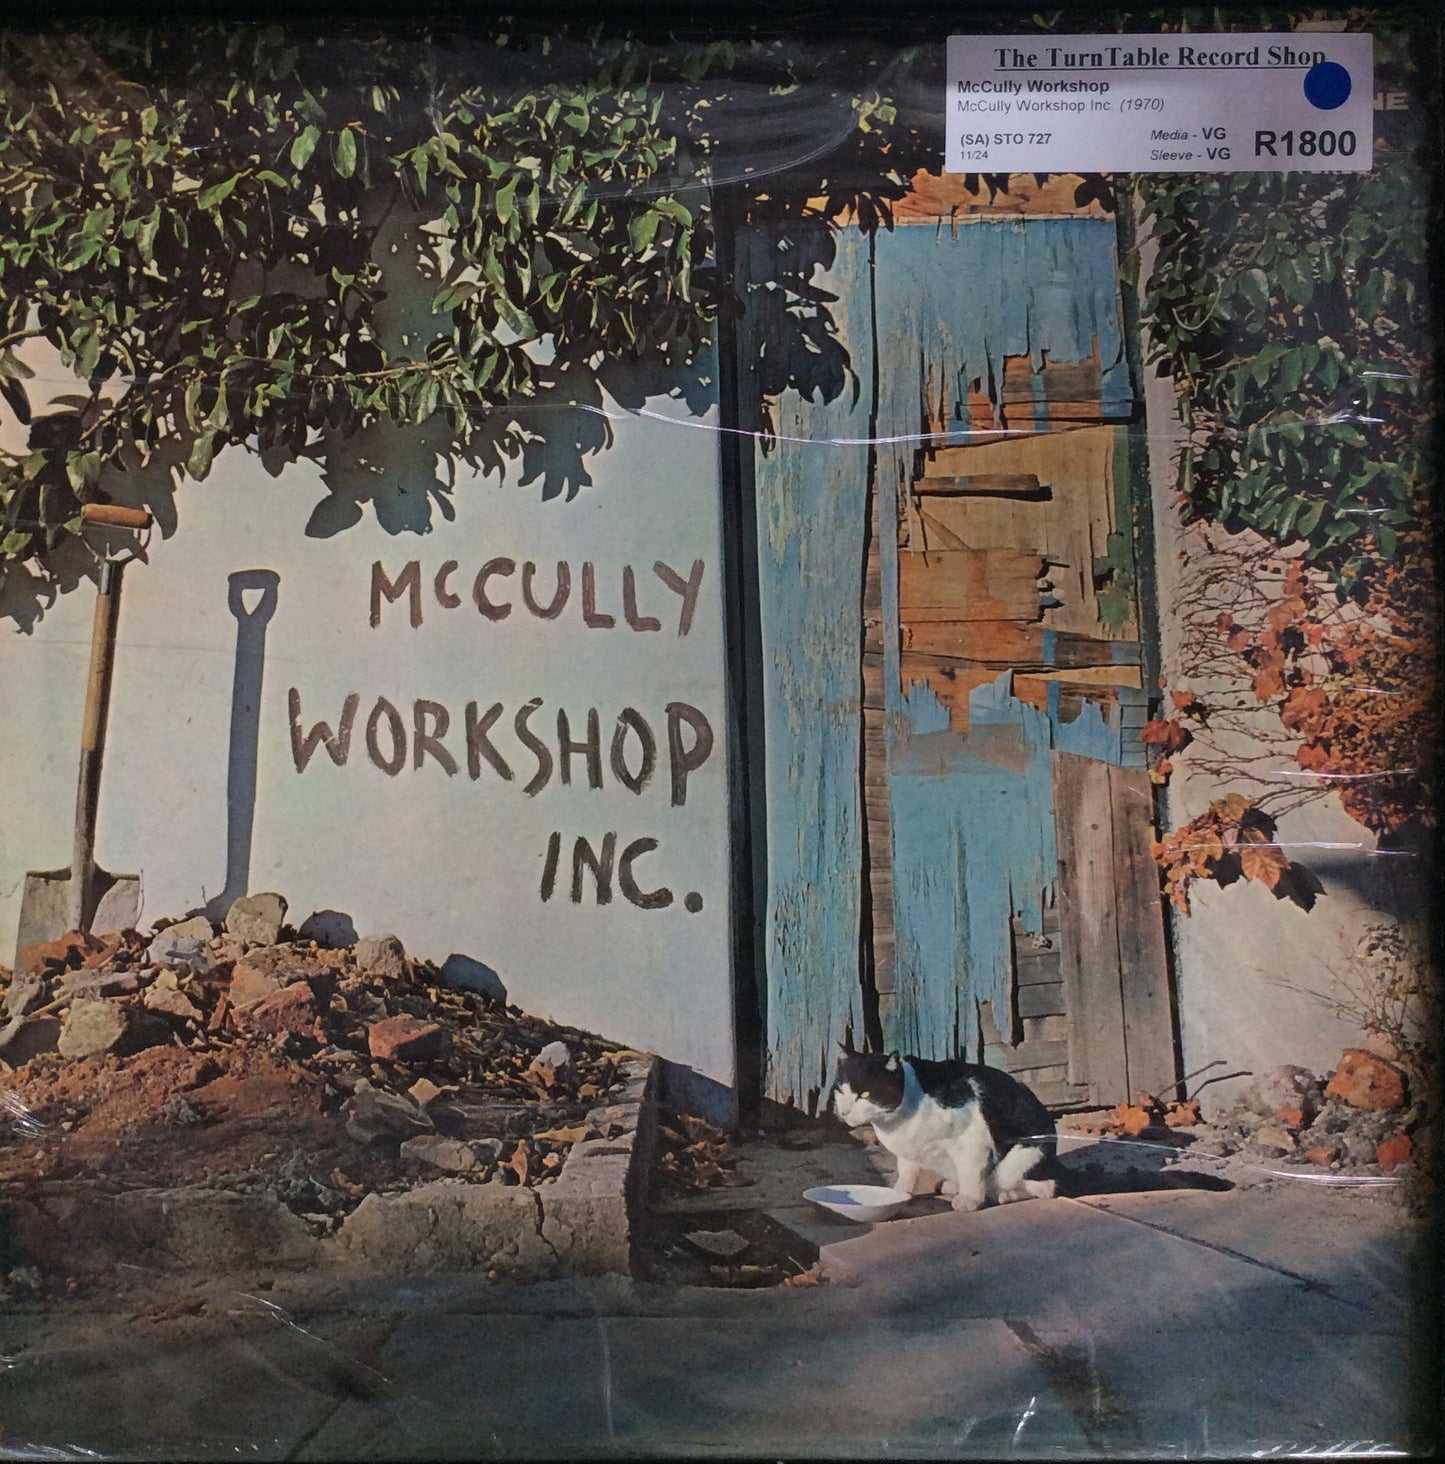 The TurnTable Record Shop
McCully Workshop
McCully Workshop Inc. (1970)
(SA) STO 727
Media - VG
11/24
Sleeve - VG
R1800
McCULLY
WORKSHOP
INC.